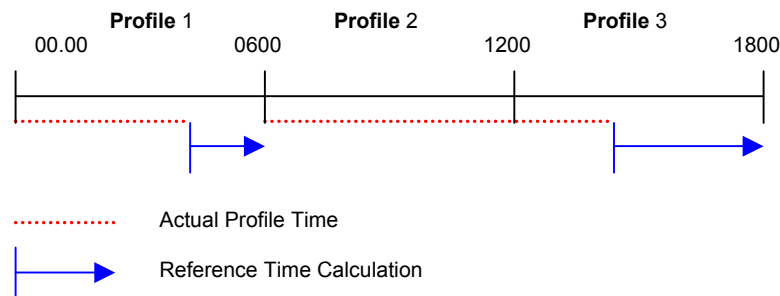 Profile 1 Profile 2 Profile 3
00.00 0600 1200 1800
Actual Profile Time
Reference Time Calculation